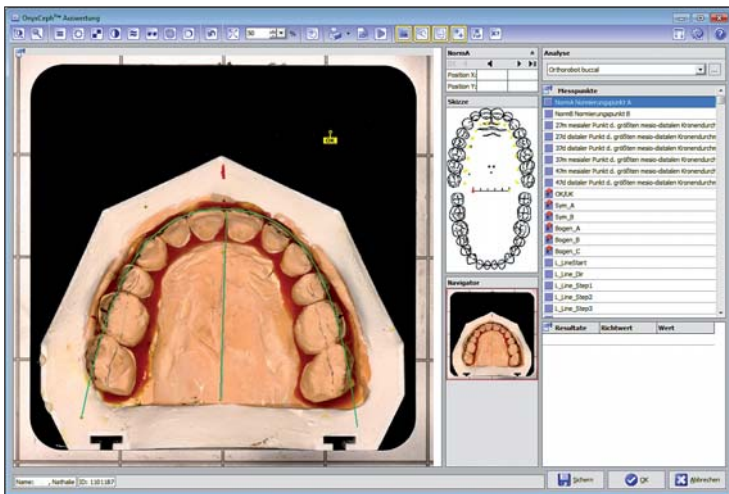 OnyxCeph™ Auswertung
50
OK
NormA
Position X:
Position Y:
Skizze
Navigator
Analyse
Orthorobot buccal
Messpunkte
NormA Normierungspunkt A
NormB Normierungspunkt B
27m mesialer Punkt d. größten mesio-distalen Kronendurchm
27d distaler Punkt d. größten mesio-distalen Kronendurchm
37d distaler Punkt d. größten mesio-distalen Kronendurchm
37m mesialer Punkt d. größten mesio-distalen Kronendurchm
47m mesialer Punkt d. größten mesio-distalen Kronendurchm
47d distaler Punkt d. größten mesio-distalen Kronendurchm
OK/UK
Sym_A
Sym_B
Bogen_A
Bogen_B
Bogen_C
L_LineStart
L_Line_Dir
L_Line_Step1
L_Line_Step2
L_Line_Step3
Resultate Richtwert Wert
Name: , Nathalie ID: 1101187
Sichern OK Abbrechen